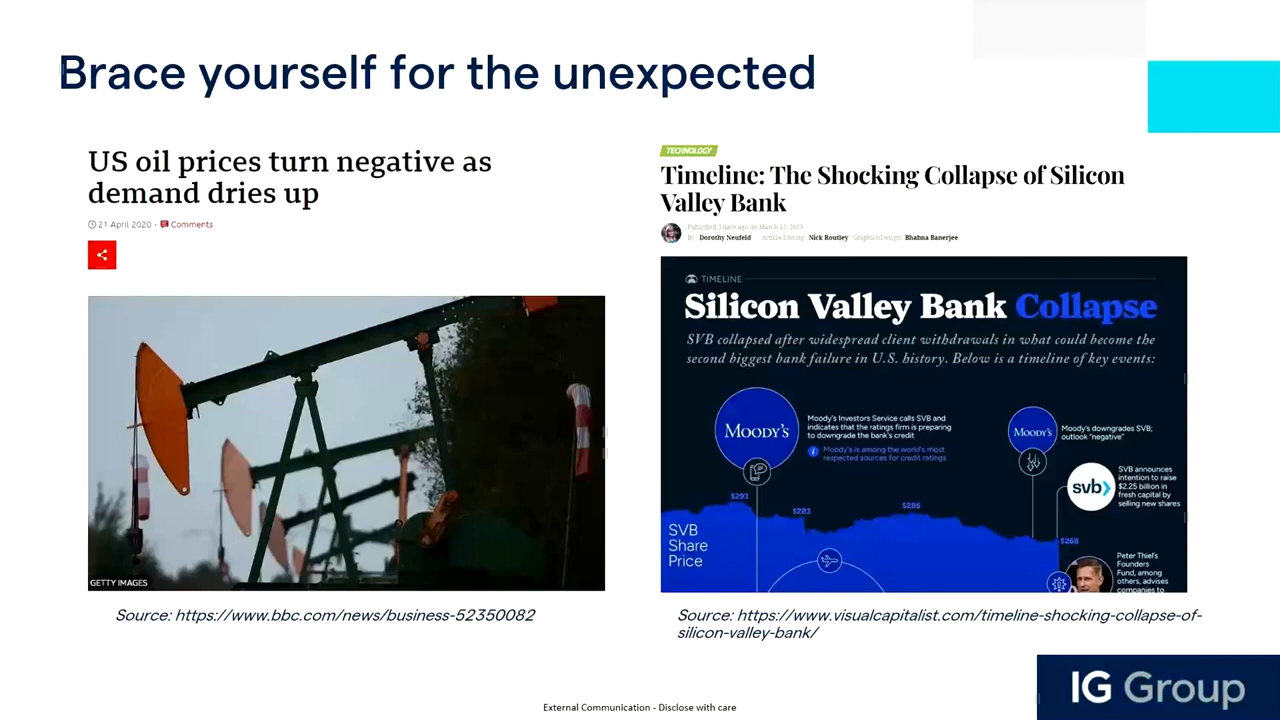 Brace yourself for the unexpected
US oil prices turn negative as
demand dries up
21 April 2020 - Comments
GETTY IMAGES
Source: https://www.bbc.com/news/business-52350082
TECHNOLOGY
Timeline: The Shocking Collapse of Silicon
Valley Bank
Published 3 days ago on March 12, 2023
By Dorothy Neufeld Article/Editing: Nick Routley Graphics/Design: Bhabna Banerjee
TIMELINE
Silicon Valley Bank Collapse
SVB collapsed after widespread client withdrawals in what could become the
second biggest bank failure in U.S. history. Below is a timeline of key events:
MOODY'S
Moody's Investors Service calls SVB and
indicates that the ratings firm is preparing
to downgrade the bank's credit
i Moody's is among the world's most
respected sources for credit ratings
MOODY'S
Moody's downgrades SVB;
outlook "negative"
svb>
SVB announces
intention to raise
$2.25 billion in
fresh capital by
selling new shares
$293
$283
$286
$268
SVB
Share
Price
Peter Thiel's
Founders
Fund, among
others, advises
companies to
Source: https://www.visualcapitalist.com/timeline-shocking-collapse-of-
silicon-valley-bank/
IG Group
External Communication - Disclose with care